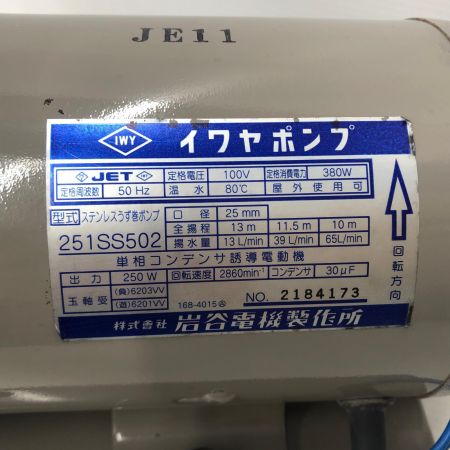 JE11
IWY イワヤポンプ
JET 定格電圧 100V 定格消費電力 380W
定格周波数 50 Hz 温水 80℃ 屋外使用可
型式 ステンレスうず巻ポンプ 口径 25 mm
251SS502 全揚程 13 m 11.5 m 10 m
揚水量 13 L/min 39 L/min 65L/min
単相コンデンサ誘導電動機
出力 250 W 回転速度 2860min⁻¹ コンデンサ 30μF
玉軸受 (負)6203VV
(遊)6201VV 168-4015Ⓐ NO. 2184173
株式会社 岩谷電機製作所
回転方向